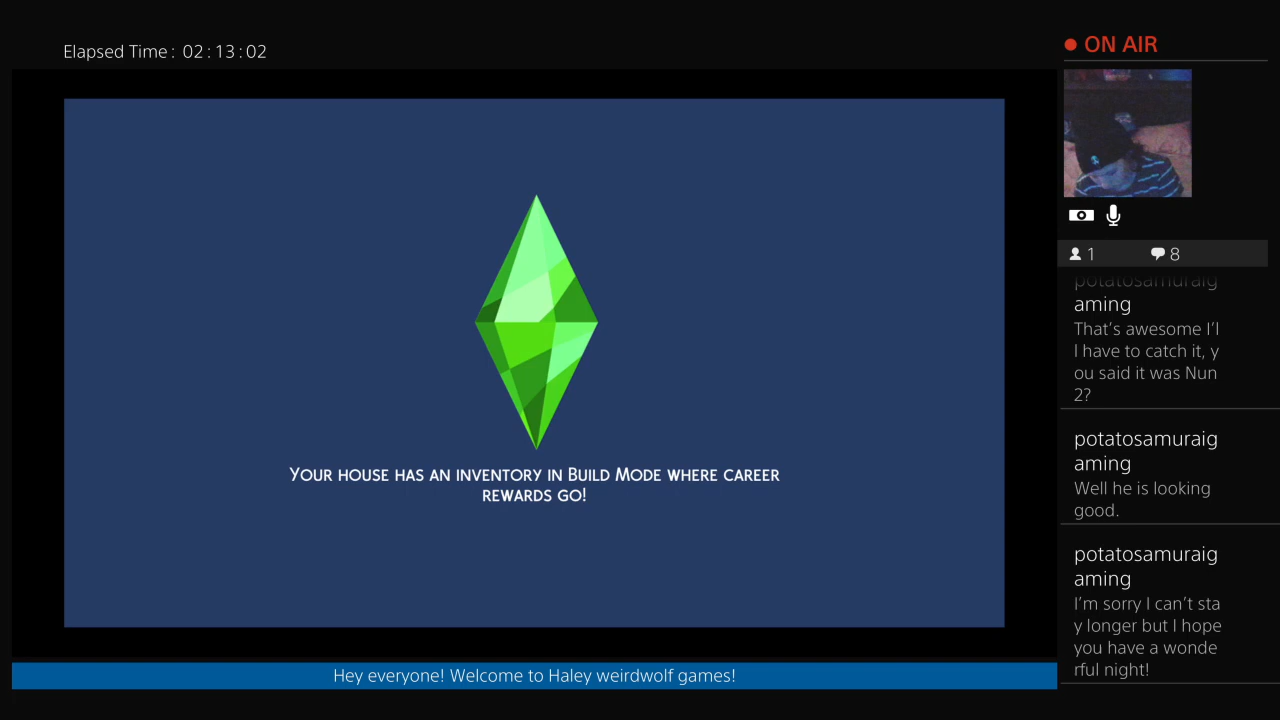 Elapsed Time: 02:13:02
ON AIR
1 8
potatosamuraig
aming
That's awesome I'l
l have to catch it, y
ou said it was Nun
2?
potatosamuraig
aming
Well he is looking
good.
potatosamuraig
aming
I'm sorry I can't sta
y longer but I hope
you have a wonde
rful night!
YOUR HOUSE HAS AN INVENTORY IN BUILD MODE WHERE CAREER
REWARDS GO!
Hey everyone! Welcome to Haley weirdwolf games!